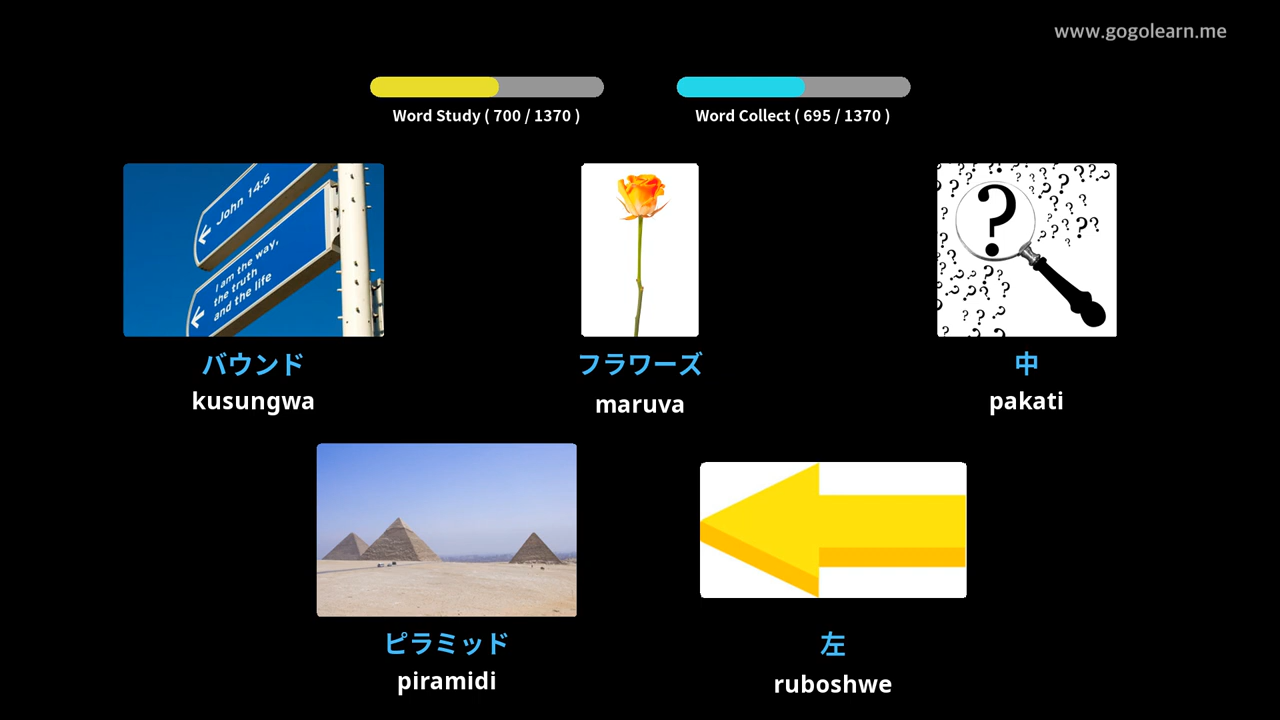 www.gogolearn.me
Word Study ( 700 / 1370 )
Word Collect ( 695 / 1370 )
John 14:6
I am the way,
the truth
and the life
?
バウンド
kusungwa
フラワーズ
maruva
中
pakati
ピラミッド
piramidi
左
ruboshwe